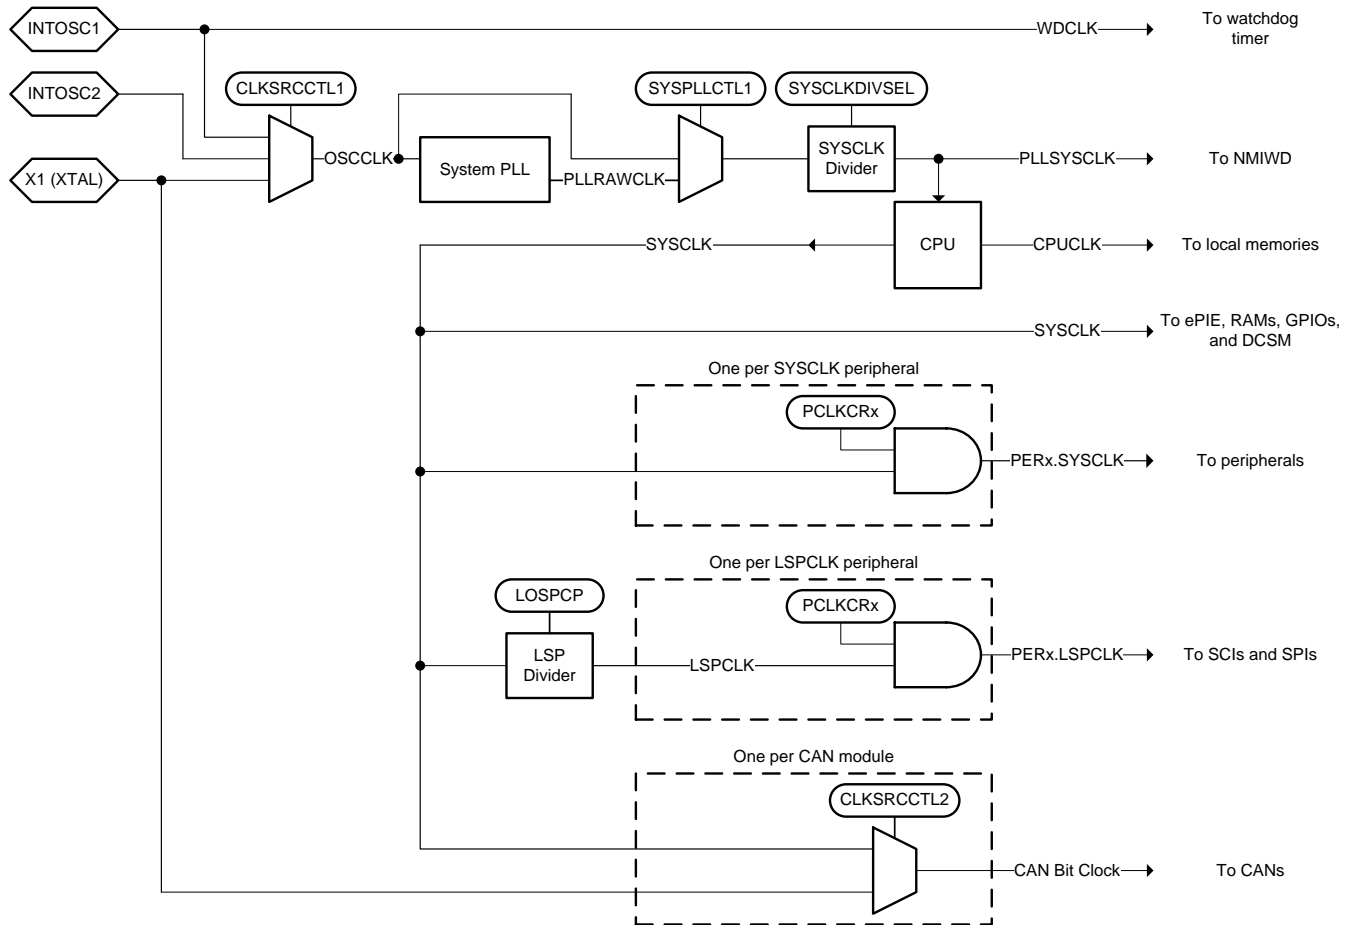 INTOSC1
WDCLK
To watchdog
timer
INTOSC2
CLKSRCCTL1
SYSPLLCTL1
SYSCLKDIVSEL
X1 (XTAL)
OSCCLK
System PLL
PLLRAWCLK
SYSCLK
Divider
PLLSYSCLK
To NMIWD
SYSCLK
CPU
CPUCLK
To local memories
SYSCLK
To ePIE, RAMs, GPIOs,
and DCSM
One per SYSCLK peripheral
PCLKCRx
PERx.SYSCLK
To peripherals
One per LSPCLK peripheral
LOSPCP
PCLKCRx
LSP
Divider
LSPCLK
PERx.LSPCLK
To SCIs and SPIs
One per CAN module
CLKSRCCTL2
CAN Bit Clock
To CANs